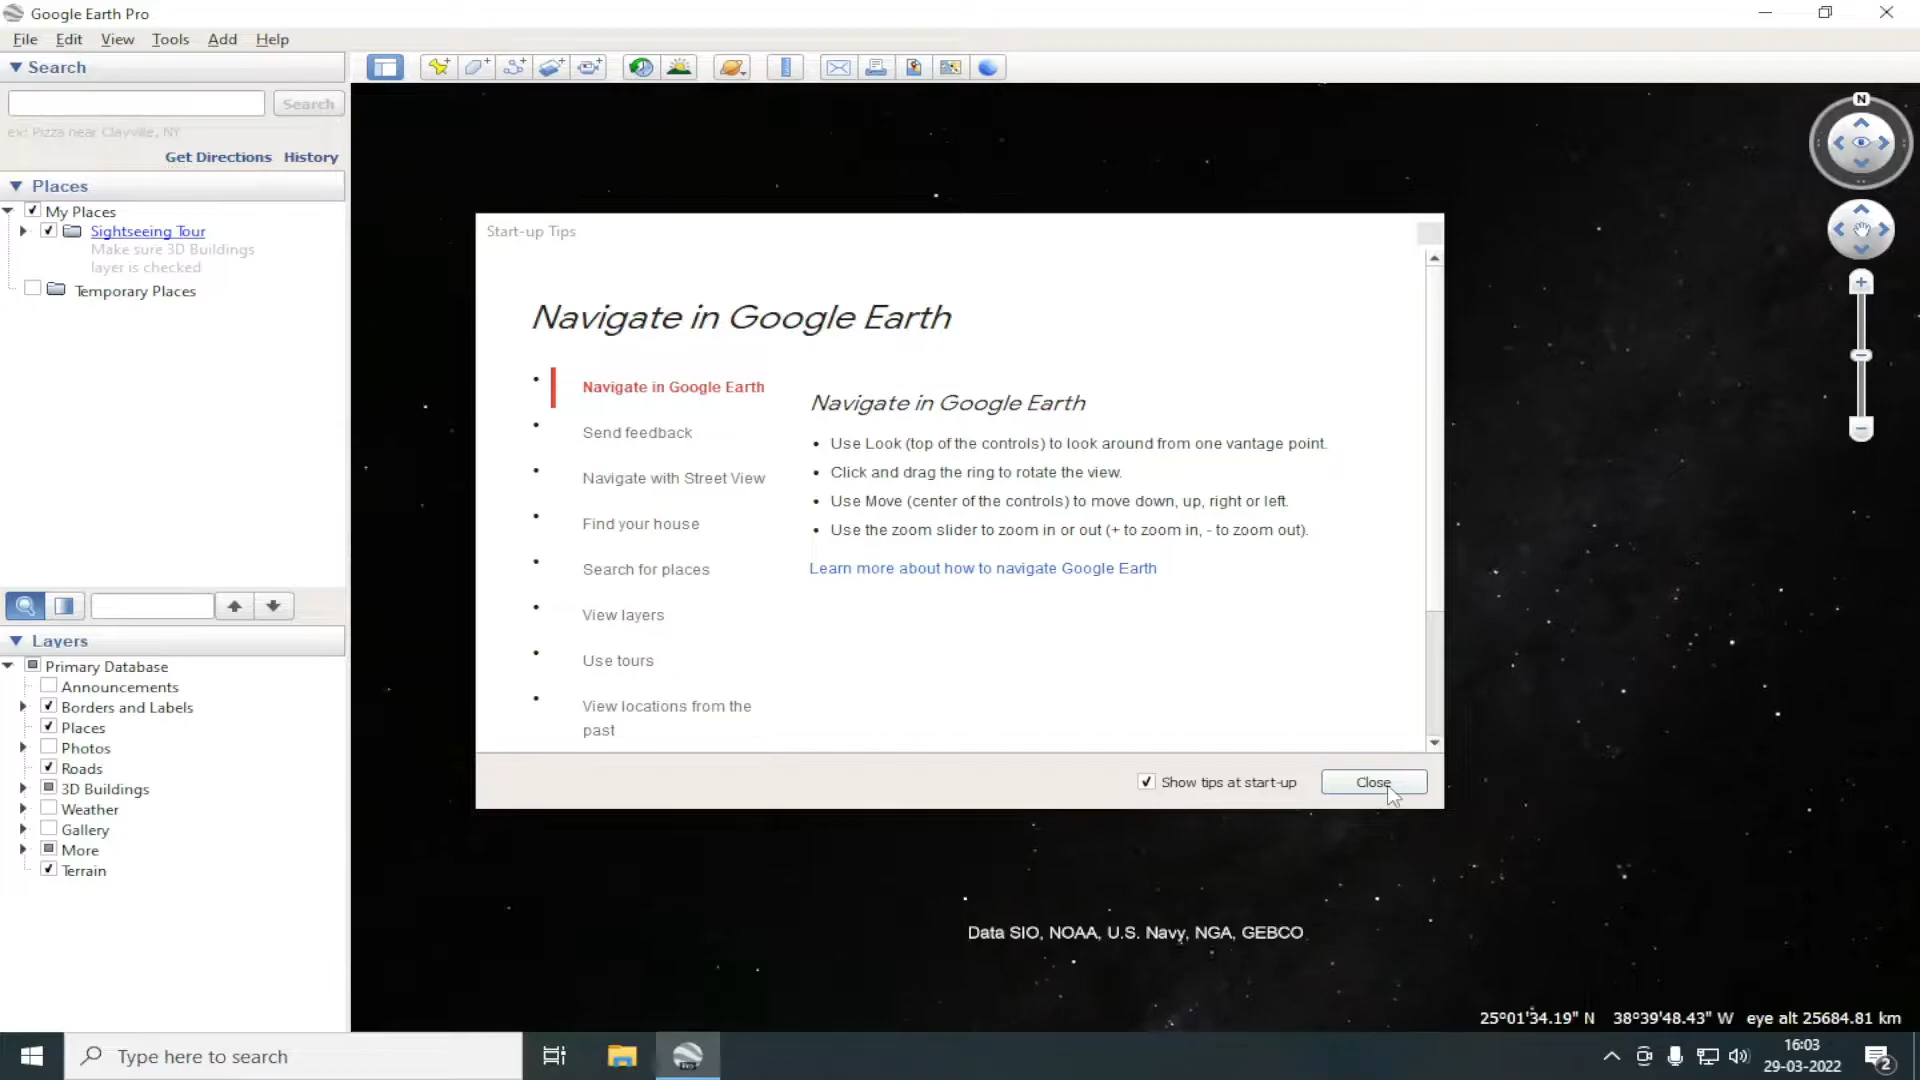 Google Earth Pro
File Edit View Tools Add Help
Search
Search
ex: Pizza near Clayville, NY
Get Directions History
Places
My Places
Sightseeing Tour
Make sure 3D Buildings
layer is checked
Temporary Places
Layers
Primary Database
Announcements
Borders and Labels
Places
Photos
Roads
3D Buildings
Weather
Gallery
More
Terrain
N
Start-up Tips
Navigate in Google Earth
Navigate in Google Earth
Send feedback
Navigate with Street View
Find your house
Search for places
View layers
Use tours
View locations from the
past
Navigate in Google Earth
• Use Look (top of the controls) to look around from one vantage point.
• Click and drag the ring to rotate the view.
• Use Move (center of the controls) to move down, up, right or left.
• Use the zoom slider to zoom in or out (+ to zoom in, - to zoom out).
Learn more about how to navigate Google Earth
Show tips at start-up Close
Data SIO, NOAA, U.S. Navy, NGA, GEBCO
25°01'34.19" N 38°39'48.43" W eye alt 25684.81 km
Type here to search
16:03
29-03-2022
2